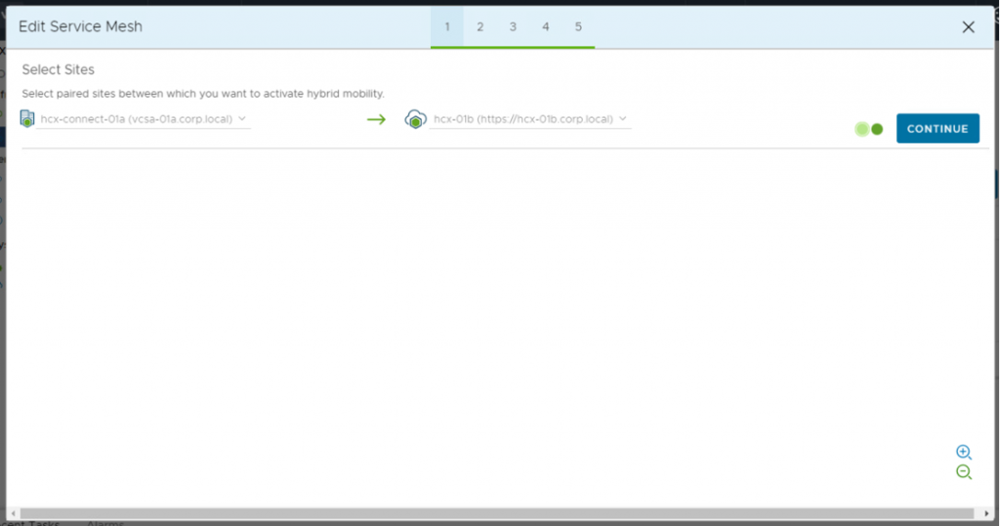 Edit Service Mesh
1 2 3 4 5
Select Sites
Select paired sites between which you want to activate hybrid mobility.
hcx-connect-01a (vcsa-01a.corp.local)
hcx-01b (https://hcx-01b.corp.local)
CONTINUE
Alarms